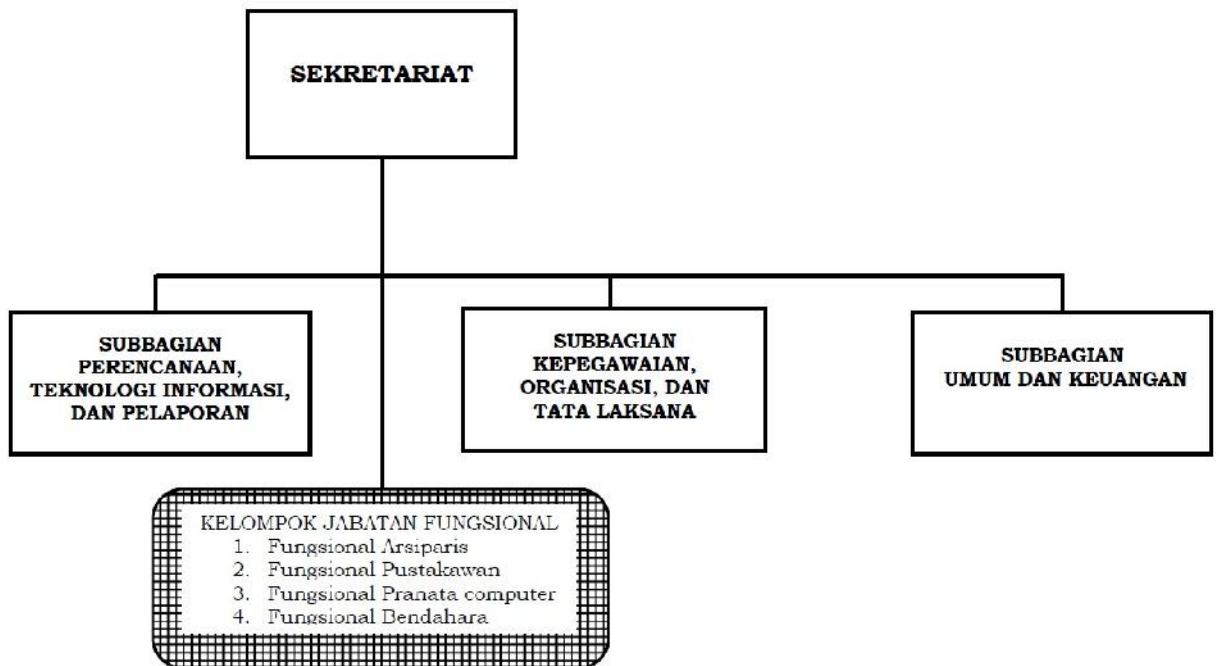 SEKRETARIAT
SUBBAGIAN
PERENCANAAN,
TEKNOLOGI INFORMASI,
DAN PELAPORAN
SUBBAGIAN
KEPEGAWAIAN,
ORGANISASI, DAN
TATA LAKSANA
SUBBAGIAN
UMUM DAN KEUANGAN
KELOMPOK JABATAN FUNGSIONAL
1. Fungsional Arsiparis
2. Fungsional Pustakawan
3. Fungsional Pranata computer
4. Fungsional Bendahara